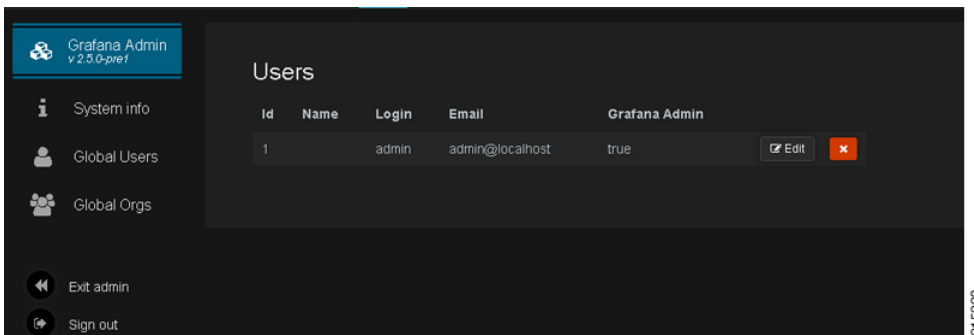 Grafana Admin
v 2.5.0-pre1
System info
Global Users
Global Orgs
Exit admin
Sign out
Users
Id Name Login Email Grafana Admin
1 admin admin@localhost true Edit